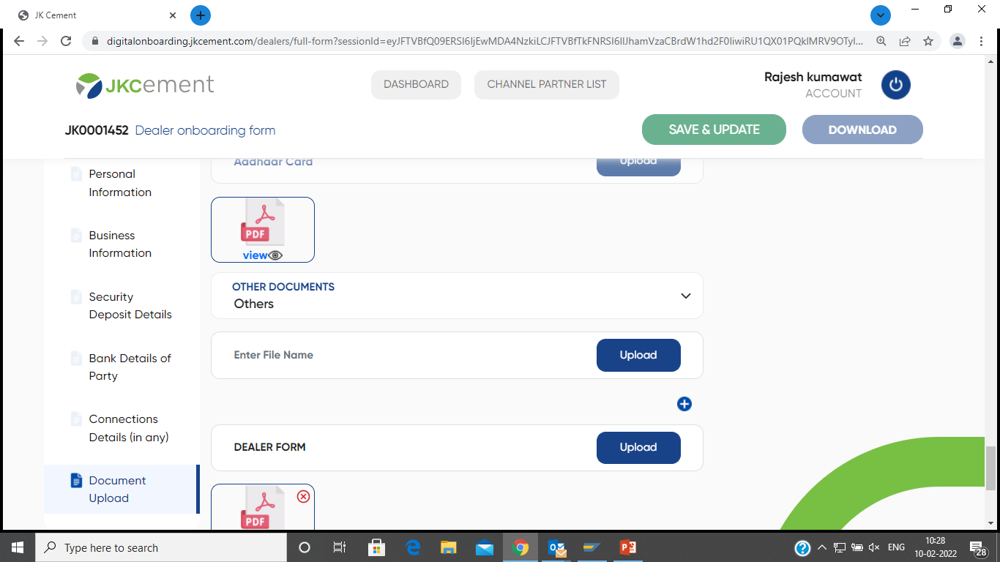 JK Cement
digitalonboarding.jkcement.com/dealers/full-form?sessionId=eyJFTVBfQ09ERSI6IjEwMDA4NzkiLCJFTVBfTkFNRSI6IlJhamVzaCBrdW1hd2F0IiwiRU1QX01PQklMRV9OTyI...
JKCement
DASHBOARD
CHANNEL PARTNER LIST
Rajesh kumawat
ACCOUNT
JK0001452 Dealer onboarding form
SAVE & UPDATE
DOWNLOAD
Personal
Information
Business
Information
Security
Deposit Details
Bank Details of
Party
Connections
Details (in any)
Document
Upload
Aadhaar Card
Upload
PDF
view
OTHER DOCUMENTS
Others
Enter File Name
Upload
DEALER FORM
Upload
PDF
Type here to search
ENG
10:28
10-02-2022
28